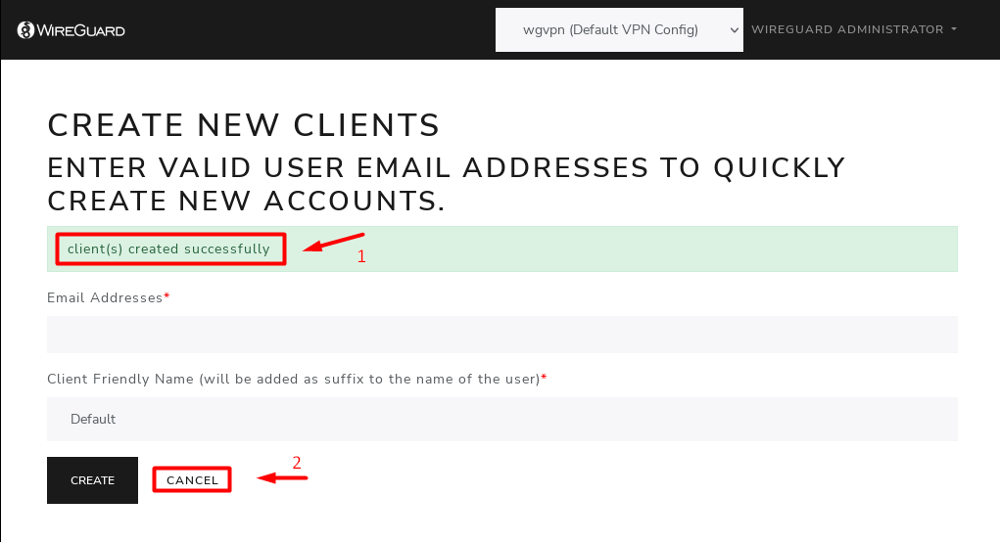 WIREGUARD
wgvpn (Default VPN Config)
WIREGUARD ADMINISTRATOR
CREATE NEW CLIENTS
ENTER VALID USER EMAIL ADDRESSES TO QUICKLY
CREATE NEW ACCOUNTS.
client(s) created successfully
1
Email Addresses*
Client Friendly Name (will be added as suffix to the name of the user)*
Default
2
CREATE
CANCEL